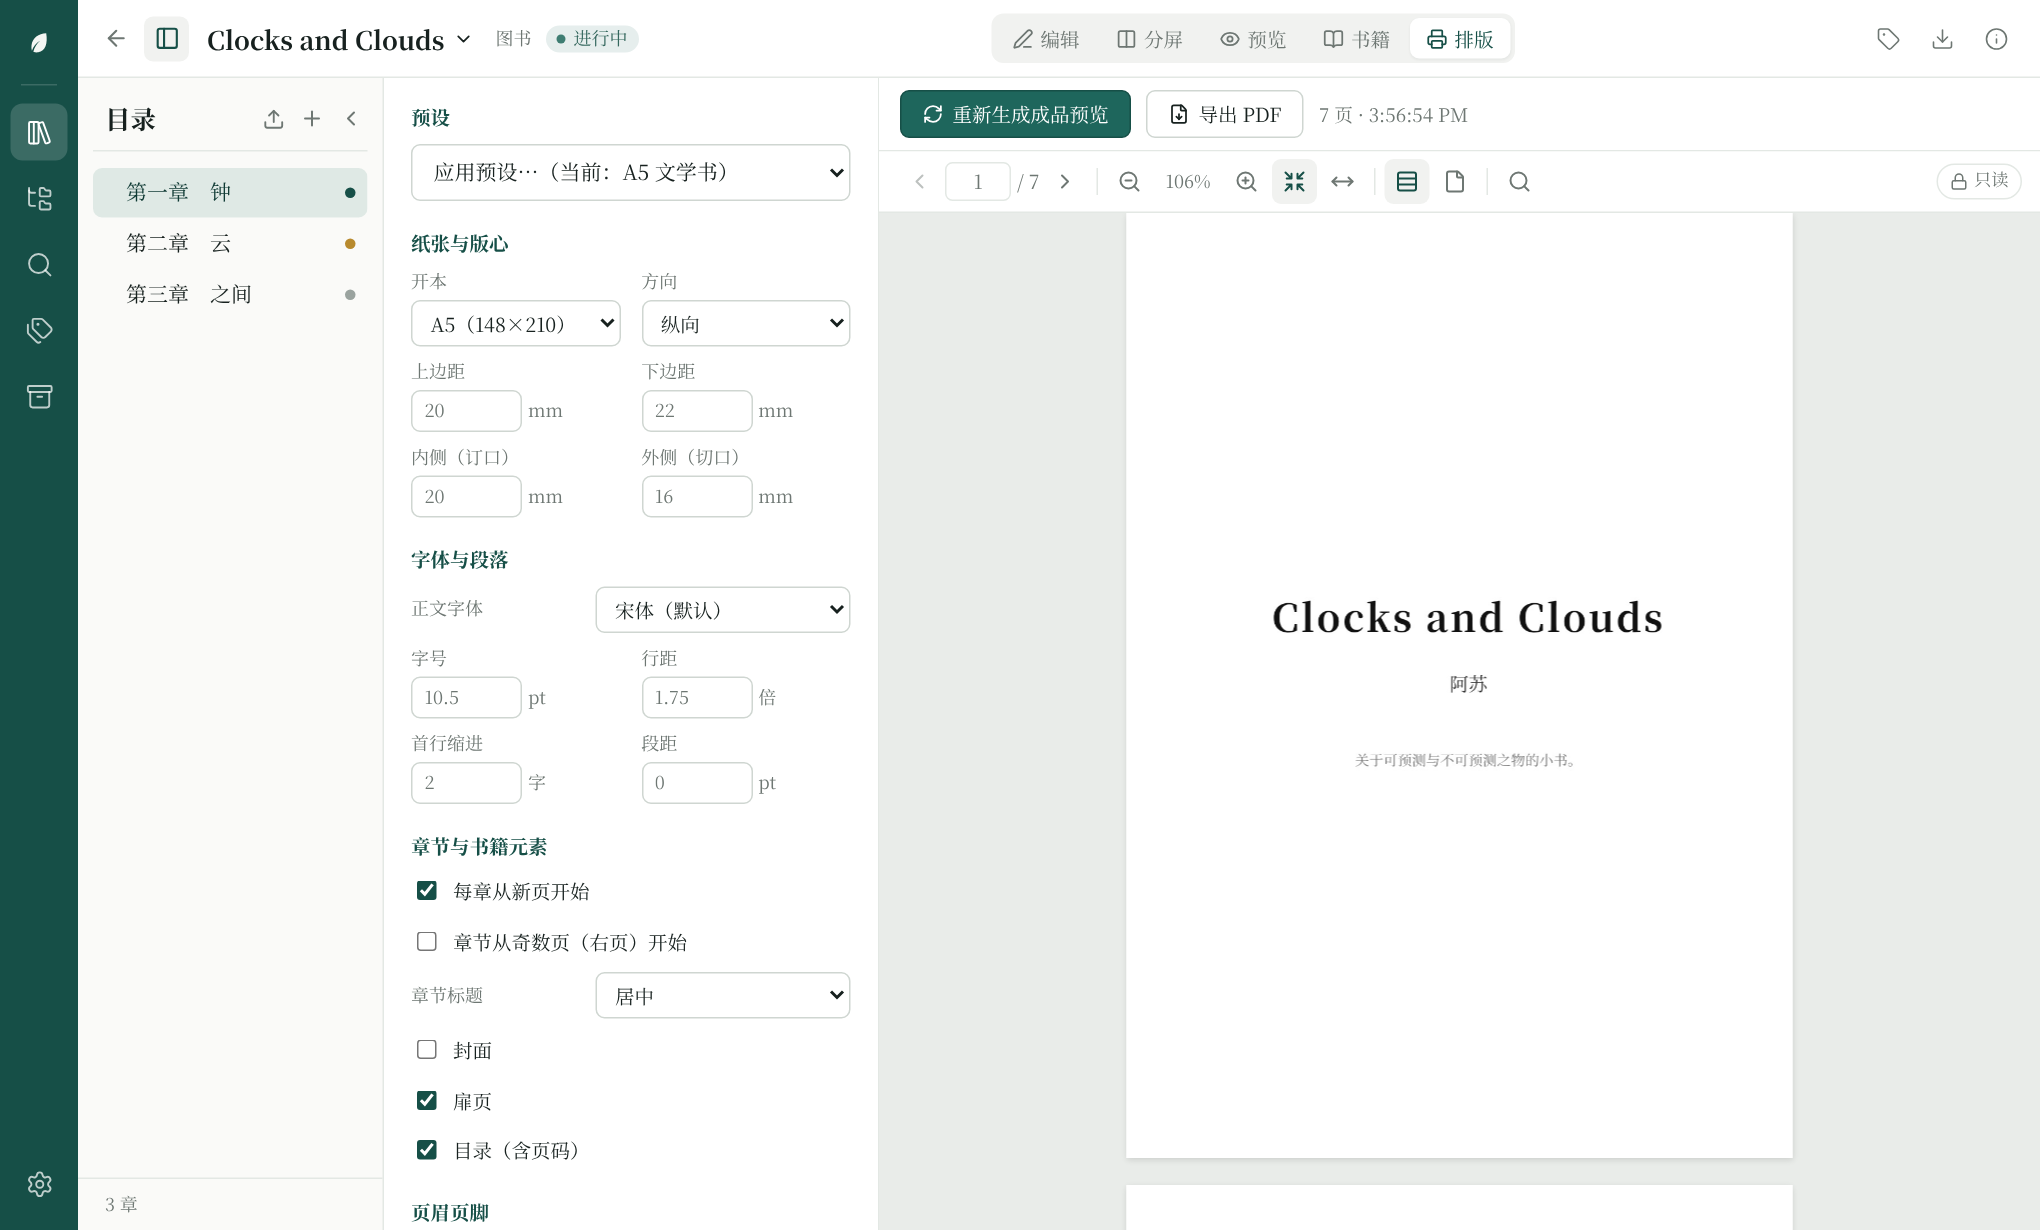 Clocks and Clouds
图书
进行中
编辑
分屏
预览
书籍
排版
目录
第一章 钟
第二章 云
第三章 之间
3 章
预设
应用预设…（当前：A5 文学书）
纸张与版心
开本
方向
A5（148×210）
纵向
上边距
下边距
20 mm
22 mm
内侧（订口）
外侧（切口）
20 mm
16 mm
字体与段落
正文字体
宋体（默认）
字号
行距
10.5 pt
1.75 倍
首行缩进
段距
2 字
0 pt
章节与书籍元素
每章从新页开始
章节从奇数页（右页）开始
章节标题
居中
封面
扉页
目录（含页码）
页眉页脚
重新生成成品预览
导出 PDF
7 页 · 3:56:54 PM
1 / 7
106%
只读
Clocks and Clouds
阿苏
关于可预测与不可预测之物的小书。